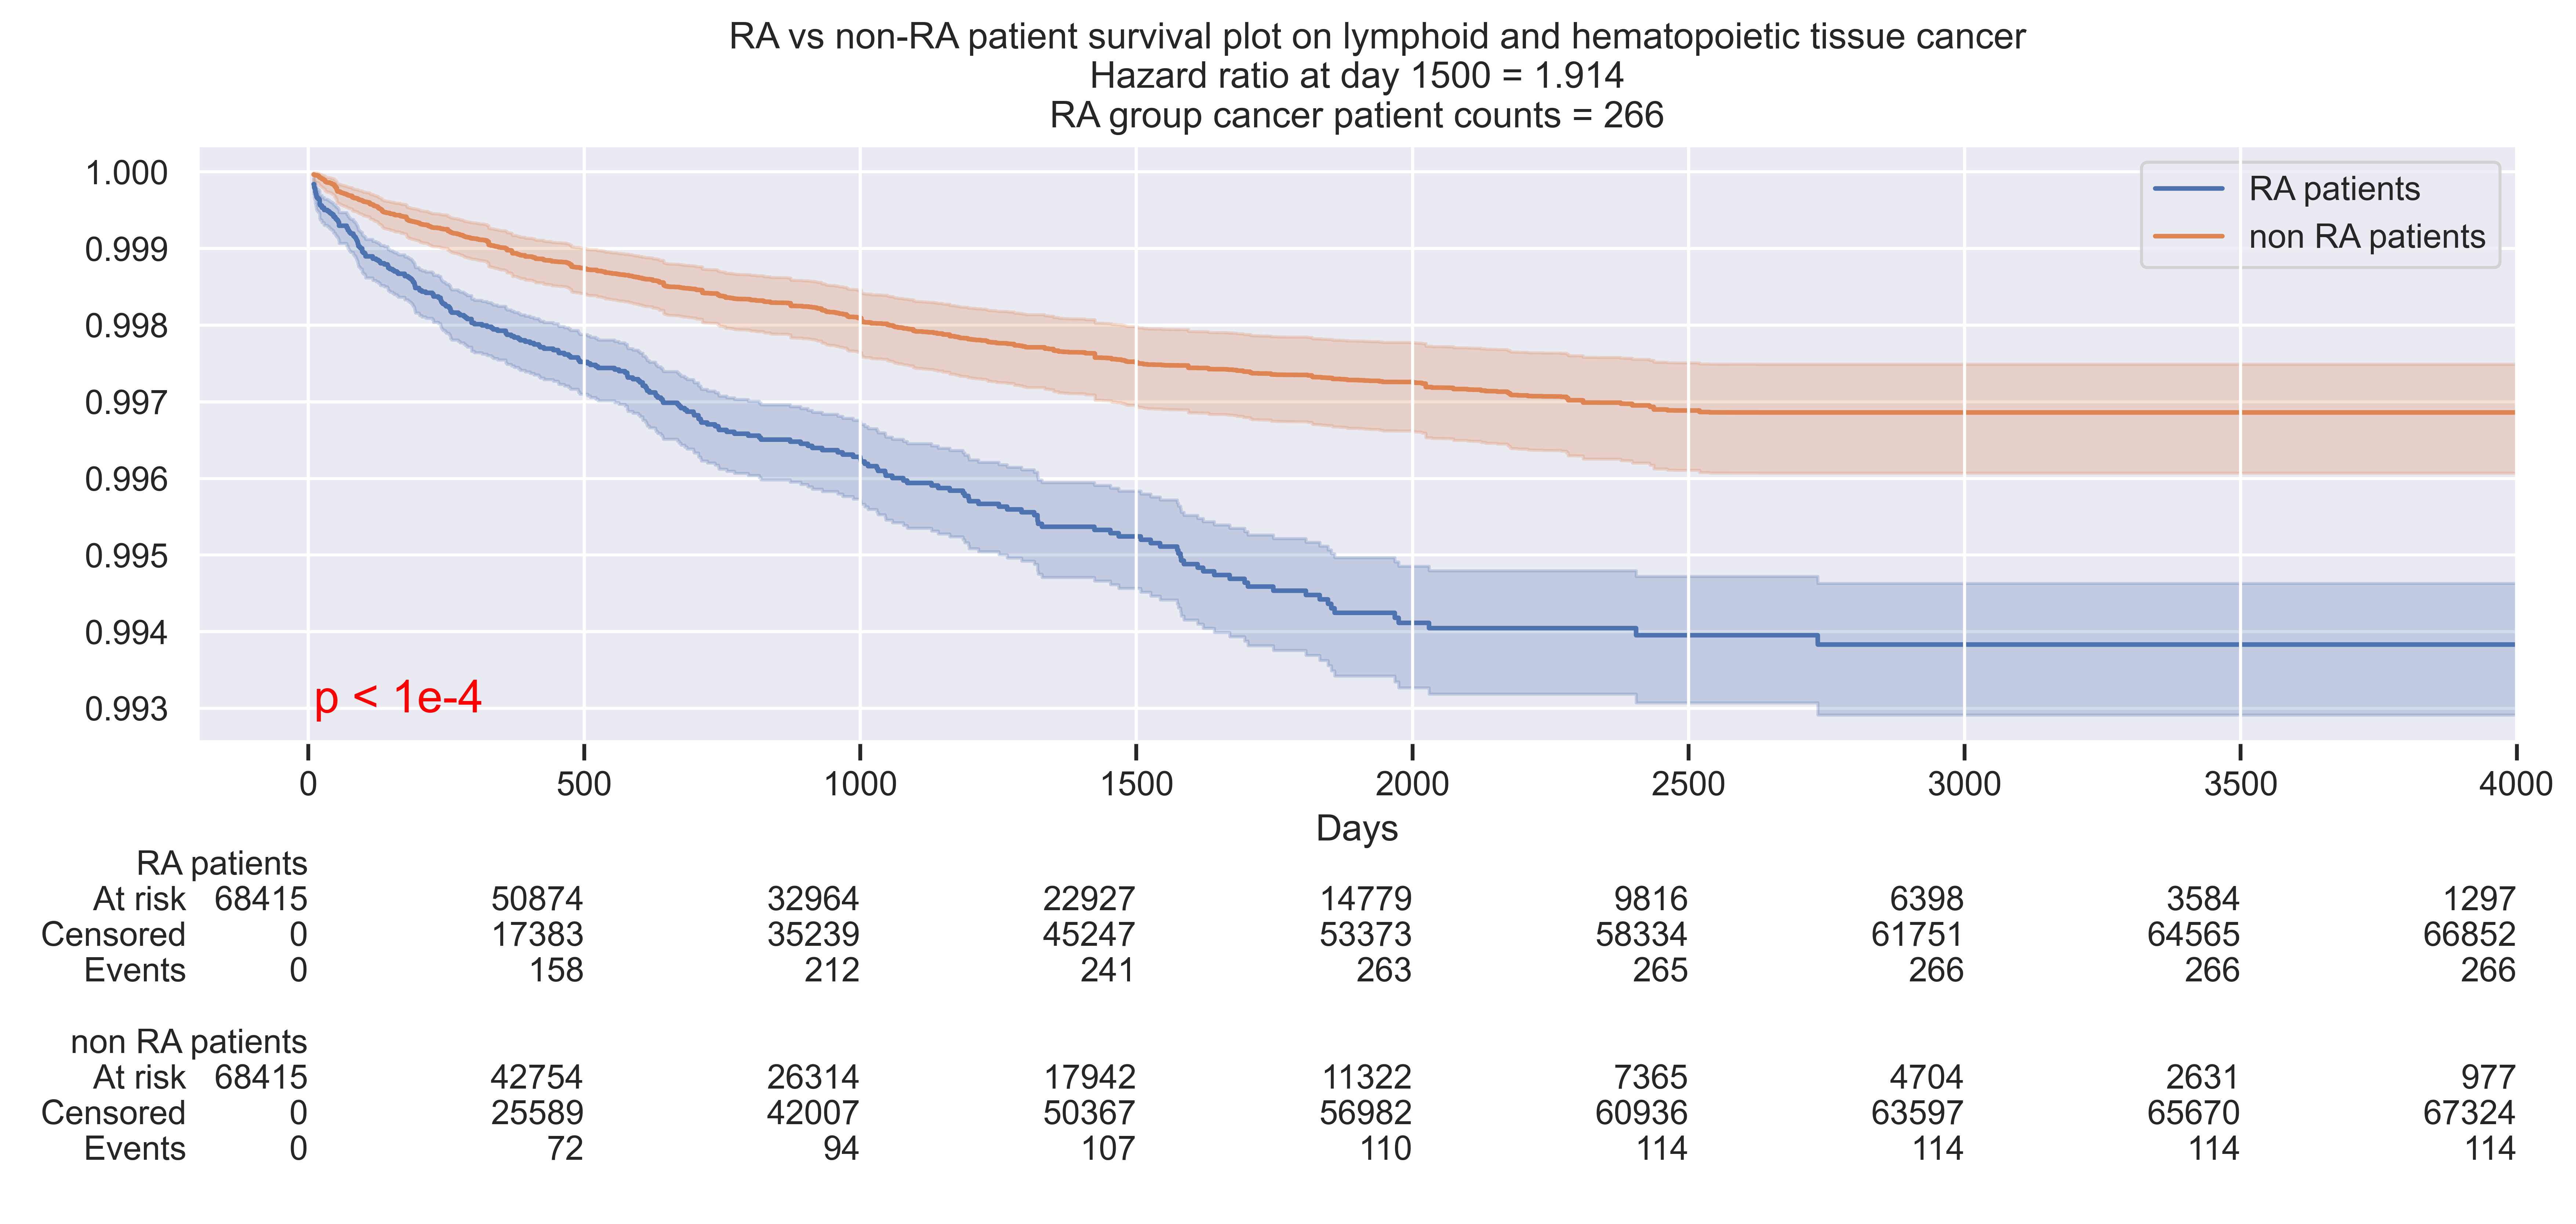 RA vs non-RA patient survival plot on lymphoid and hematopoietic tissue cancer
Hazard ratio at day 1500 = 1.914
RA group cancer patient counts = 266
1.000
0.999
0.998
0.997
0.996
0.995
0.994
0.993
RA patients
non RA patients
p < 1e-4
0 500 1000 1500 2000 2500 3000 3500 4000
Days
RA patients
At risk 68415 50874 32964 22927 14779 9816 6398 3584 1297
Censored 0 17383 35239 45247 53373 58334 61751 64565 66852
Events 0 158 212 241 263 265 266 266 266
non RA patients
At risk 68415 42754 26314 17942 11322 7365 4704 2631 977
Censored 0 25589 42007 50367 56982 60936 63597 65670 67324
Events 0 72 94 107 110 114 114 114 114